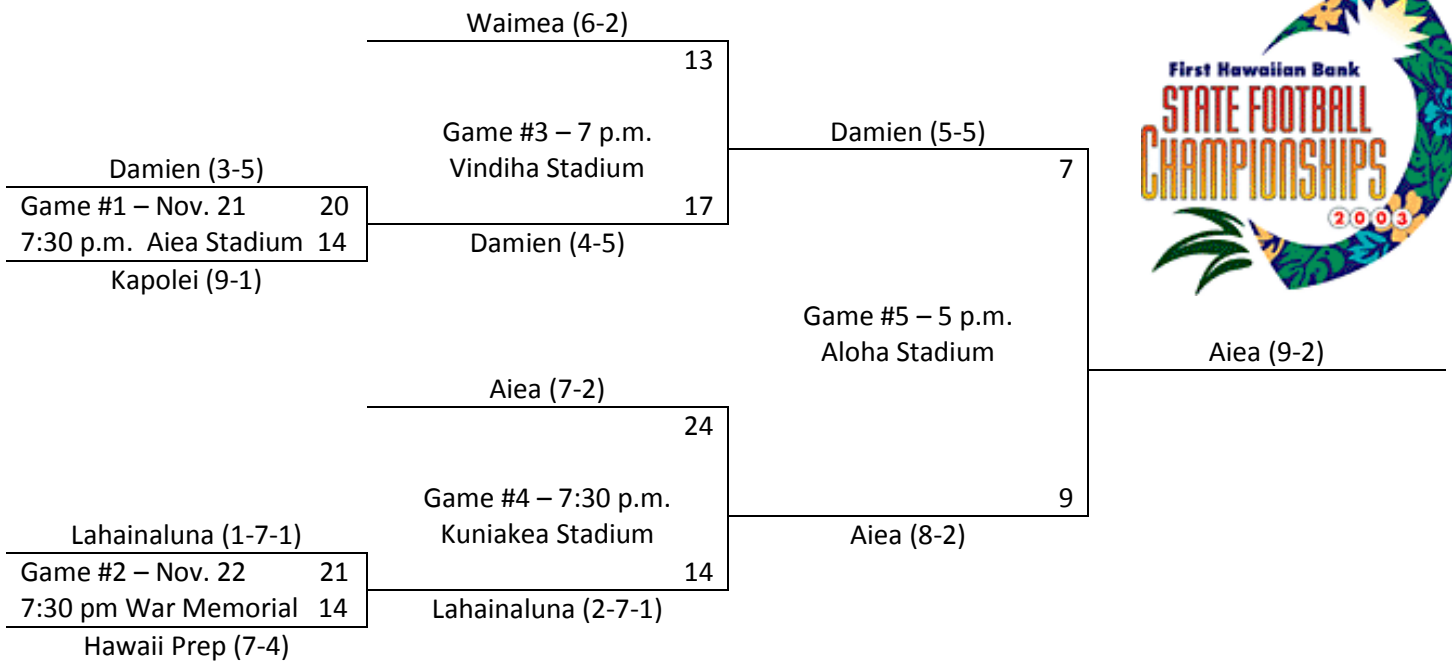 Waimea (6-2)
13
Game #3 – 7 p.m.
Vindiha Stadium
17
Damien (4-5)
Damien (3-5)
Game #1 – Nov. 21 20
7:30 p.m. Aiea Stadium 14
Kapolei (9-1)
Damien (5-5)
7
Game #5 – 5 p.m.
Aloha Stadium
9
Aiea (8-2)
First Hawaiian Bank
STATE FOOTBALL
CHAMPIONSHIPS
2003
Aiea (9-2)
Aiea (7-2)
24
Game #4 – 7:30 p.m.
Kuniakea Stadium
14
Lahainaluna (2-7-1)
Lahainaluna (1-7-1)
Game #2 – Nov. 22 21
7:30 pm War Memorial 14
Hawaii Prep (7-4)